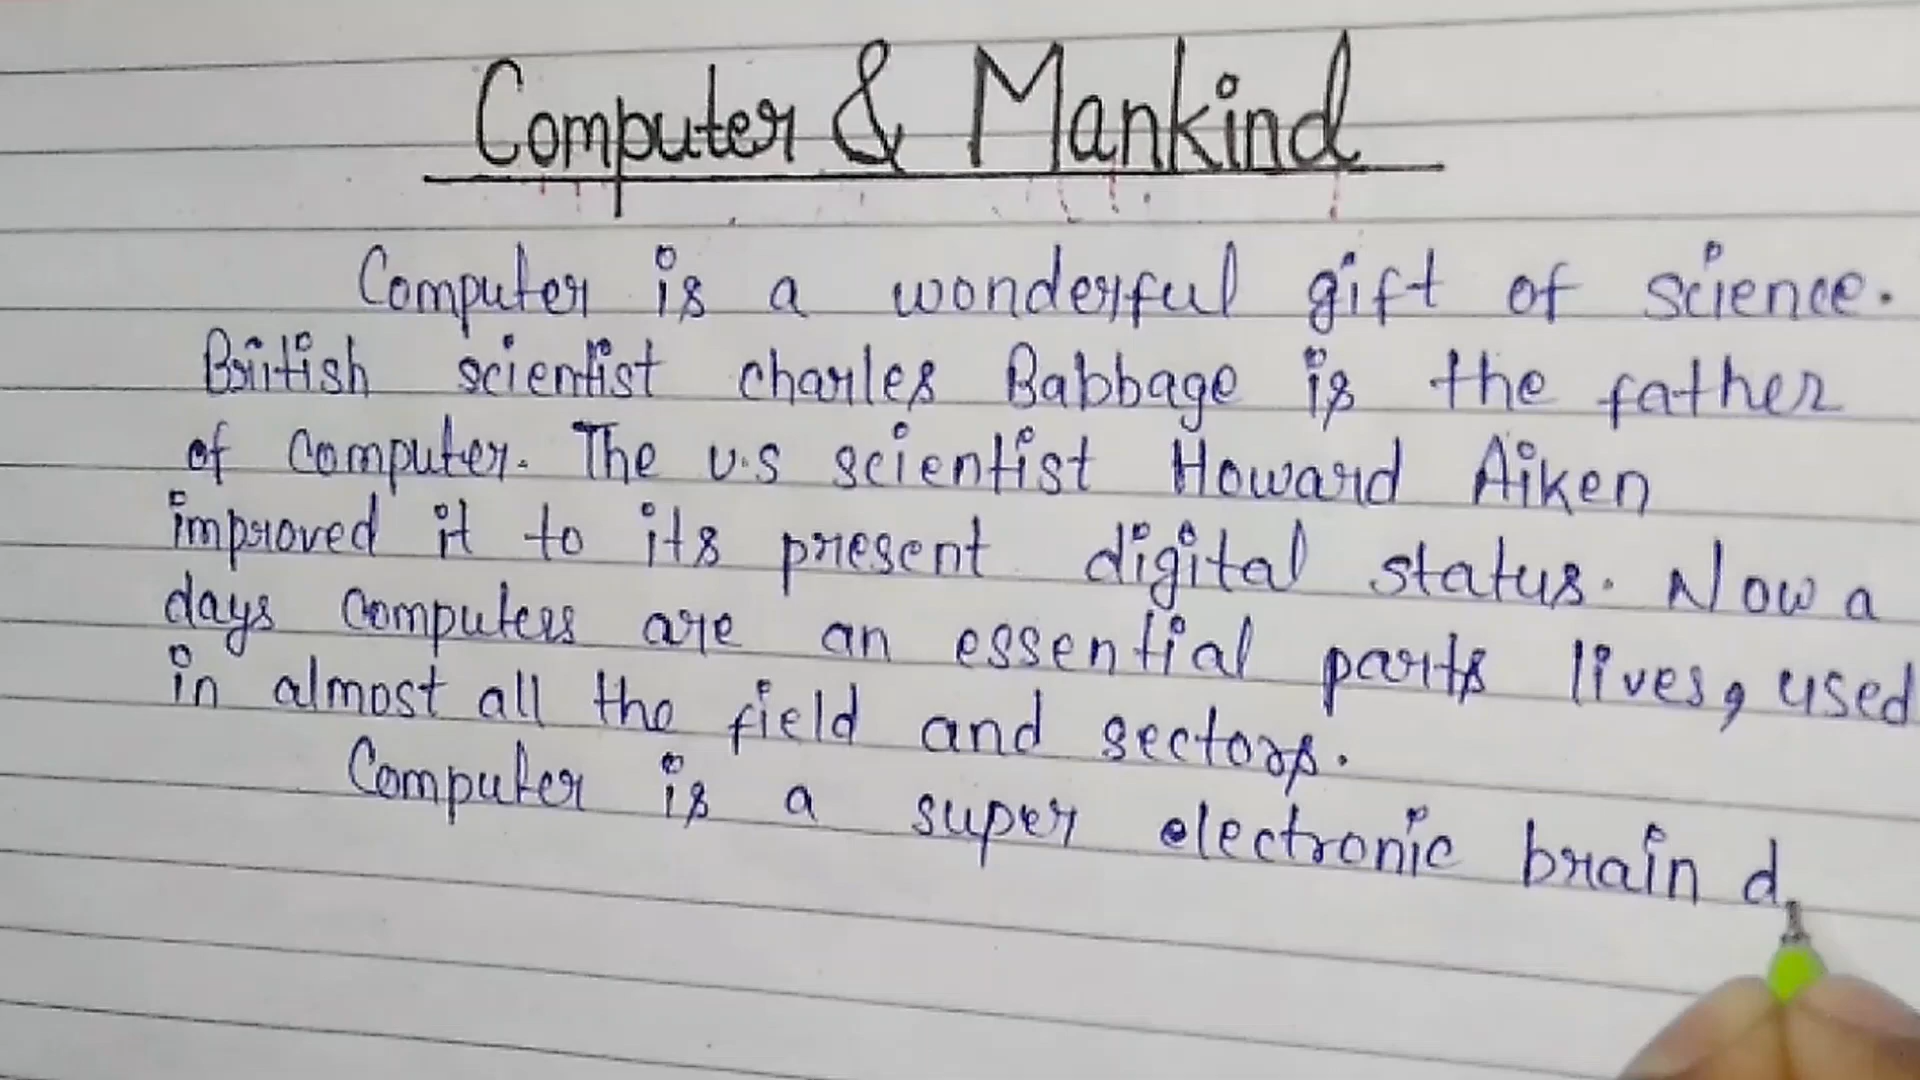 Computer & Mankind
Computer is a wonderful gift of science.
British scientist charles Babbage is the father
of computer. The U.S scientist Howard Aiken
improved it to its present digital status. Now a
days computers are an essential parts lives, used
in almost all the field and sectors.
Computer is a super electronic brain d